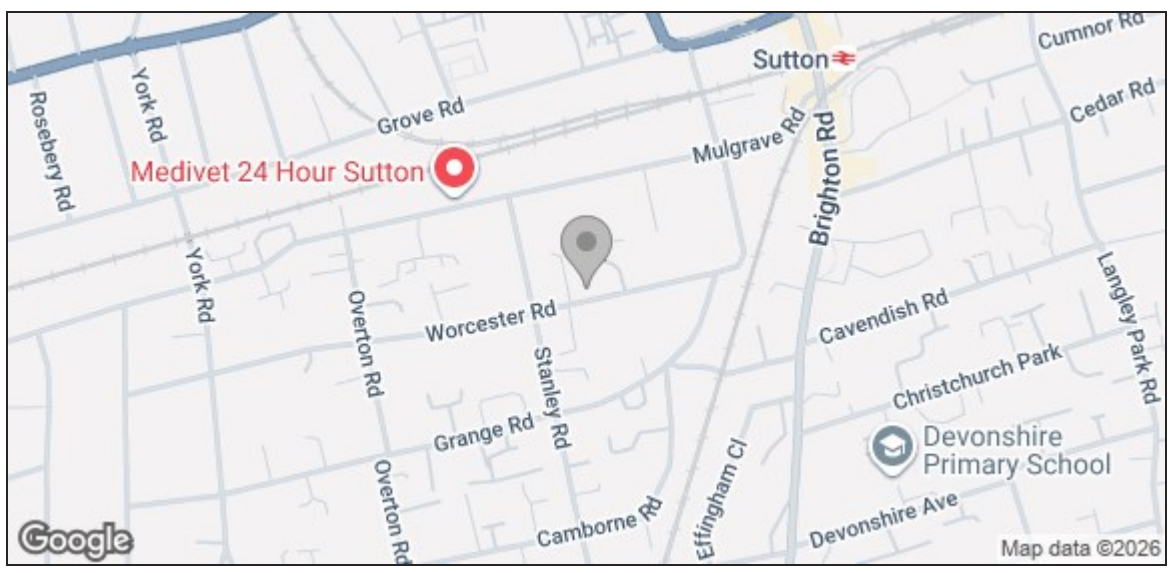 Cumnor Rd
Sutton
Cedar Rd
York Rd
Rosebery Rd
Grove Rd
Mulgrave Rd
Medivet 24 Hour Sutton
Brighton Rd
York Rd
Langley Park Rd
Overton Rd
Worcester Rd
Cavendish Rd
Stanley Rd
Christchurch Park
Grange Rd
Devonshire
Primary School
Overton Rd
Effingham Cl
Camborne Rd
Devonshire Ave
Google
Map data ©2026